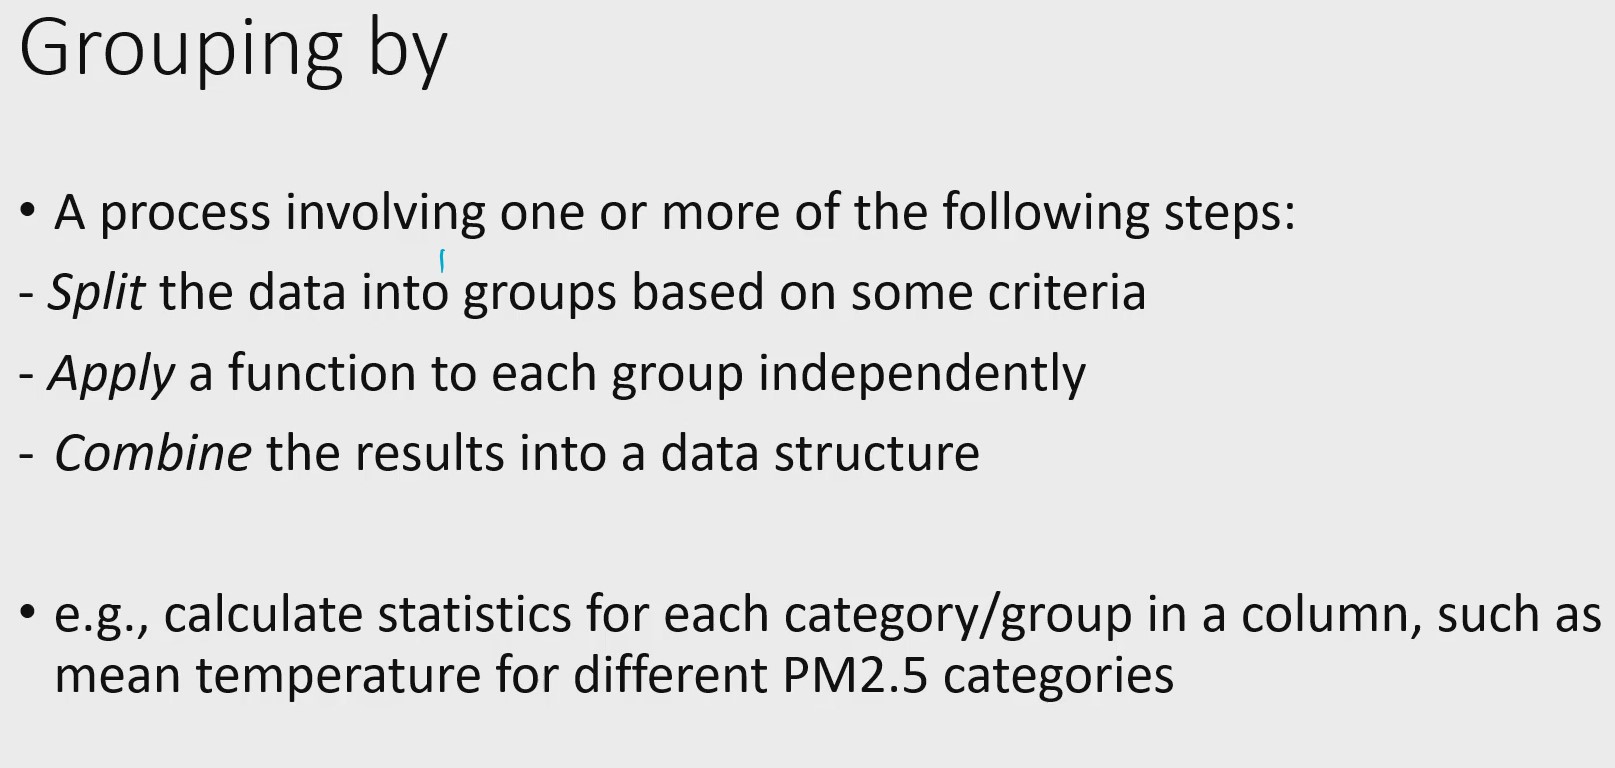 Grouping by
• A process involving one or more of the following steps:
- Split the data into groups based on some criteria
- Apply a function to each group independently
- Combine the results into a data structure
• e.g., calculate statistics for each category/group in a column, such as
mean temperature for different PM2.5 categories